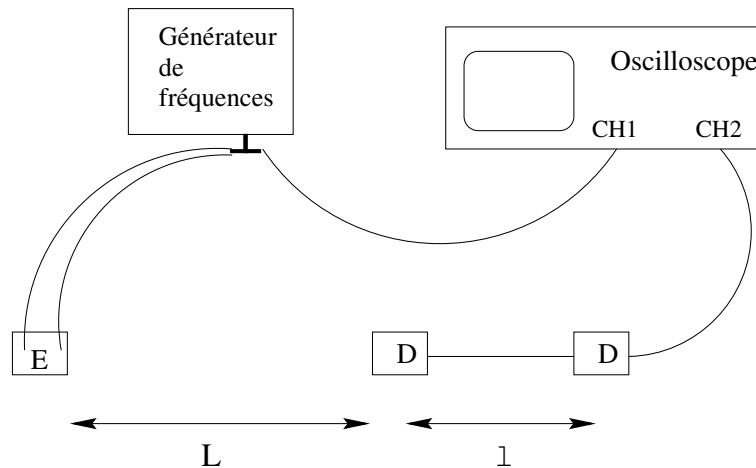 Générateur
de
fréquences
Oscilloscope
CH1 CH2
E
D D
L l